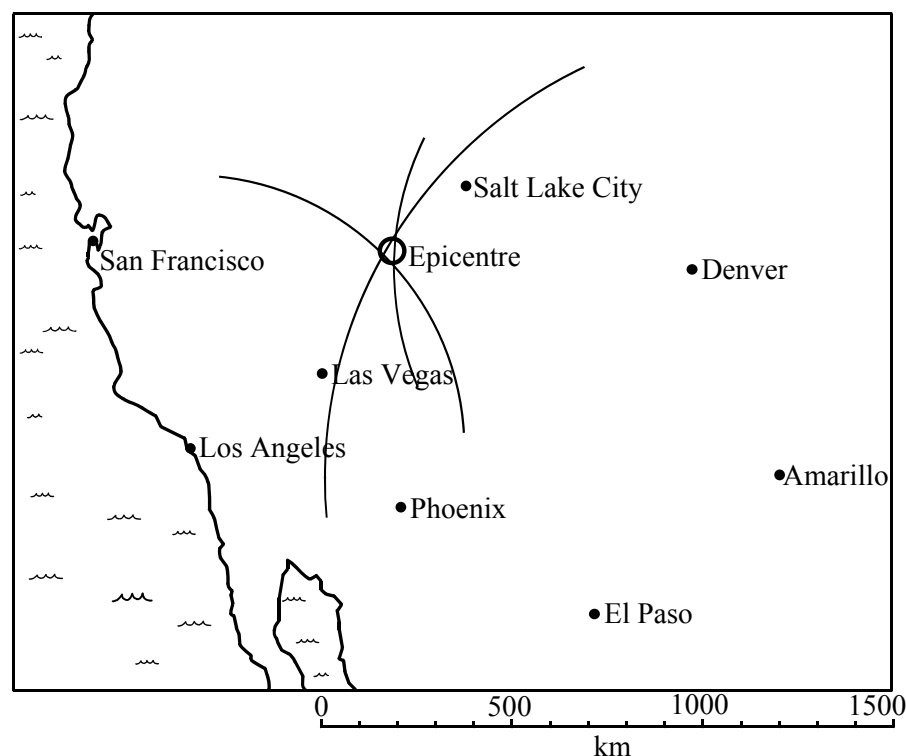 Salt Lake City
Epicentre
San Francisco
Denver
Las Vegas
Los Angeles
Amarillo
Phoenix
El Paso
0 500 1000 1500
km